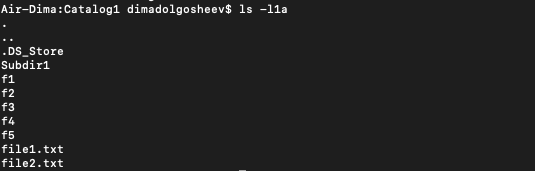 Air-Dima:Catalog1 dimadolgosheev$ ls -l1a
.
..
.DS_Store
Subdir1
f1
f2
f3
f4
f5
file1.txt
file2.txt